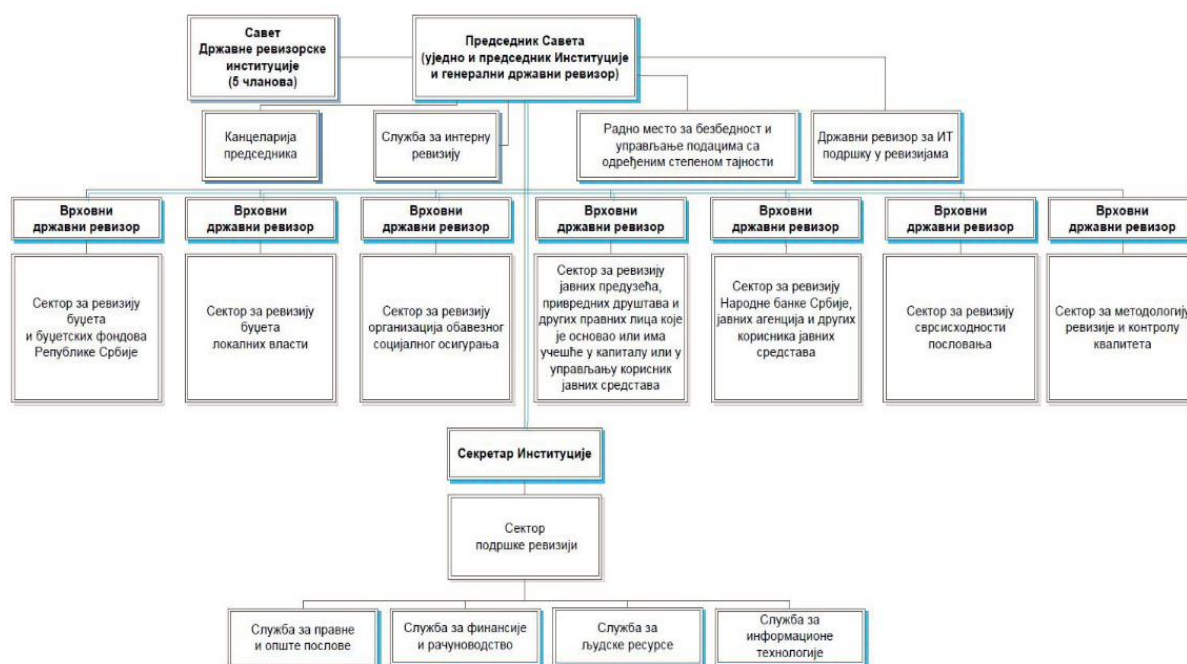 Савет
Државне ревизорске
институције
(5 чланова)
Председник Савета
(уједно и председник Институције
и генерални државни ревизор)
Канцеларија
председника
Служба за интерну
ревизију
Радно место за безбедност и
управљање подацима са
одређеним степеном тајности
Државни ревизор за ИТ
подршку у ревизијама
Врховни
државни ревизор
Врховни
државни ревизор
Врховни
државни ревизор
Врховни
државни ревизор
Врховни
државни ревизор
Врховни
државни ревизор
Врховни
државни ревизор
Сектор за ревизију
буџета
и буџетских фондова
Републике Србије
Сектор за ревизију
буџета
локалних власти
Сектор за ревизију
организација обавезног
социјалног осигурања
Сектор за ревизију
јавних предузећа,
привредних друштава и
других правних лица које
је основао или има
учешће у капиталу или у
управљању корисник
јавних средстава
Сектор за ревизију
Народне банке Србије,
јавних агенција и других
корисника јавних
средстава
Сектор за ревизију
сврсисходности
пословања
Сектор за методологију
ревизије и контролу
квалитета
Секретар Институције
Сектор
подршке ревизији
Служба за правне
и опште послове
Служба за финансије
и рачуноводство
Служба за
људске ресурсе
Служба за
информационе
технологије